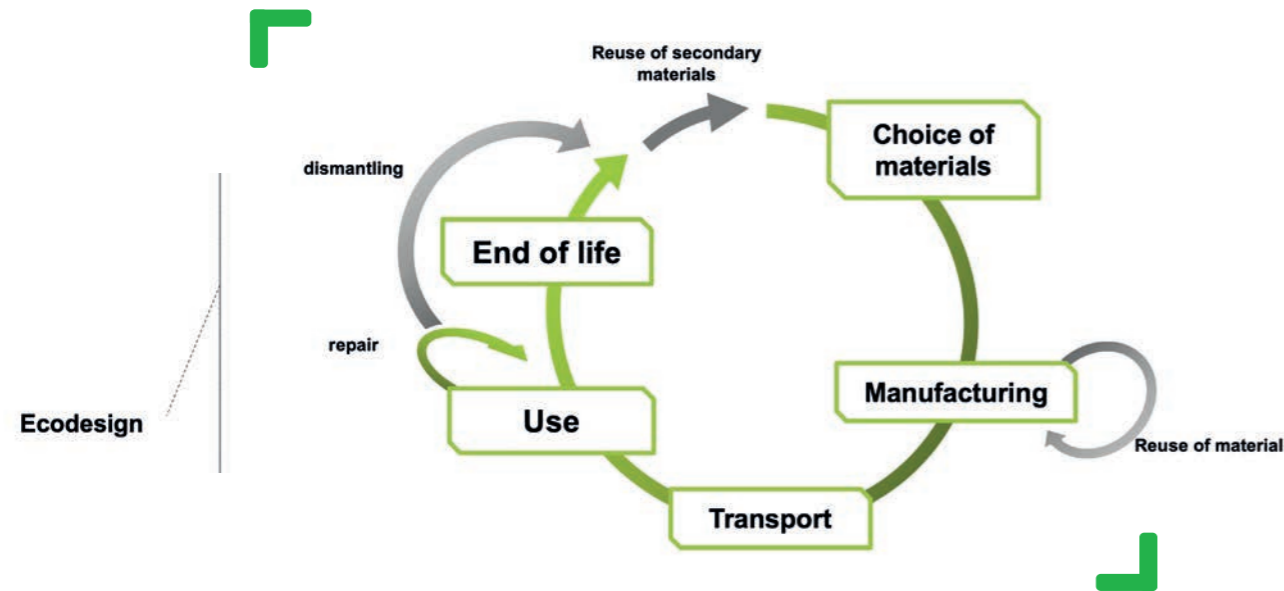 Reuse of secondary
materials
Choice of
materials
dismantling
End of life
repair
Manufacturing
Ecodesign
Use
Reuse of material
Transport